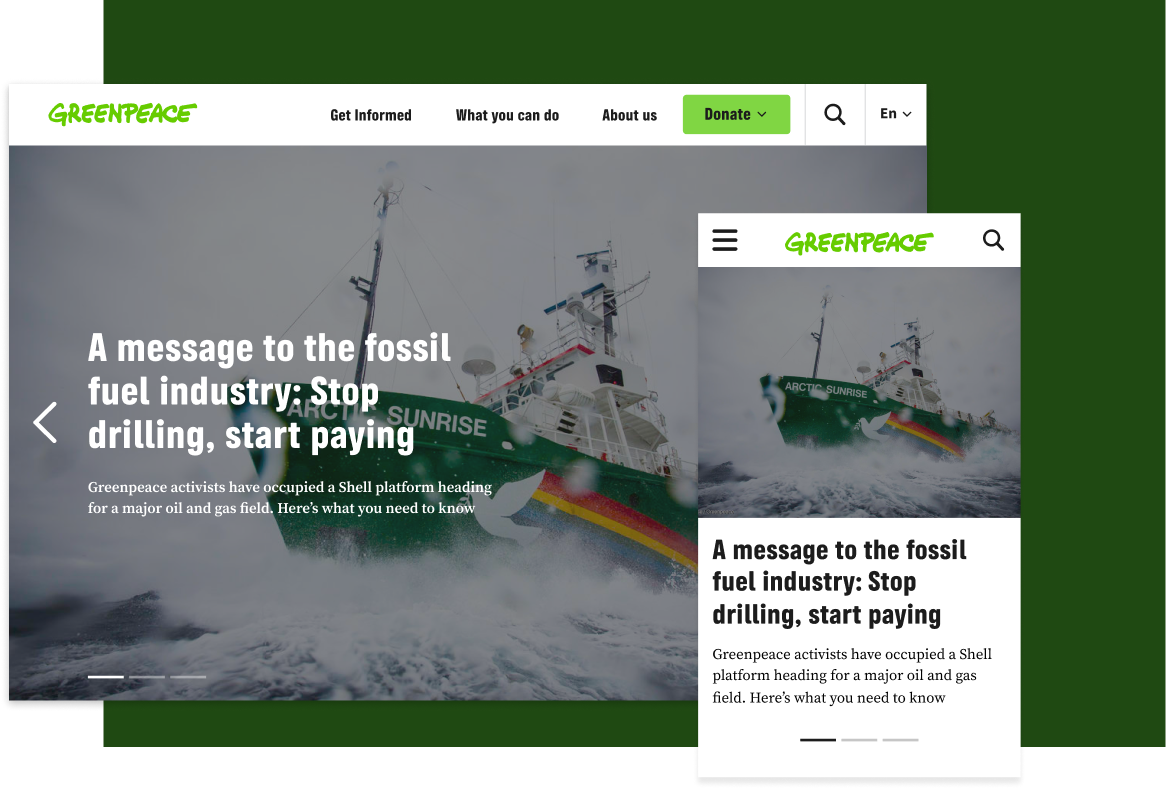 GREENPEACE
Get Informed
What you can do
About us
Donate
En
A message to the fossil
fuel industry: Stop
drilling, start paying
Greenpeace activists have occupied a Shell platform heading
for a major oil and gas field. Here’s what you need to know
ARCTIC SUNRISE
GREENPEACE
ARCTIC SUNRISE
A message to the fossil
fuel industry: Stop
drilling, start paying
Greenpeace activists have occupied a Shell
platform heading for a major oil and gas
field. Here’s what you need to know